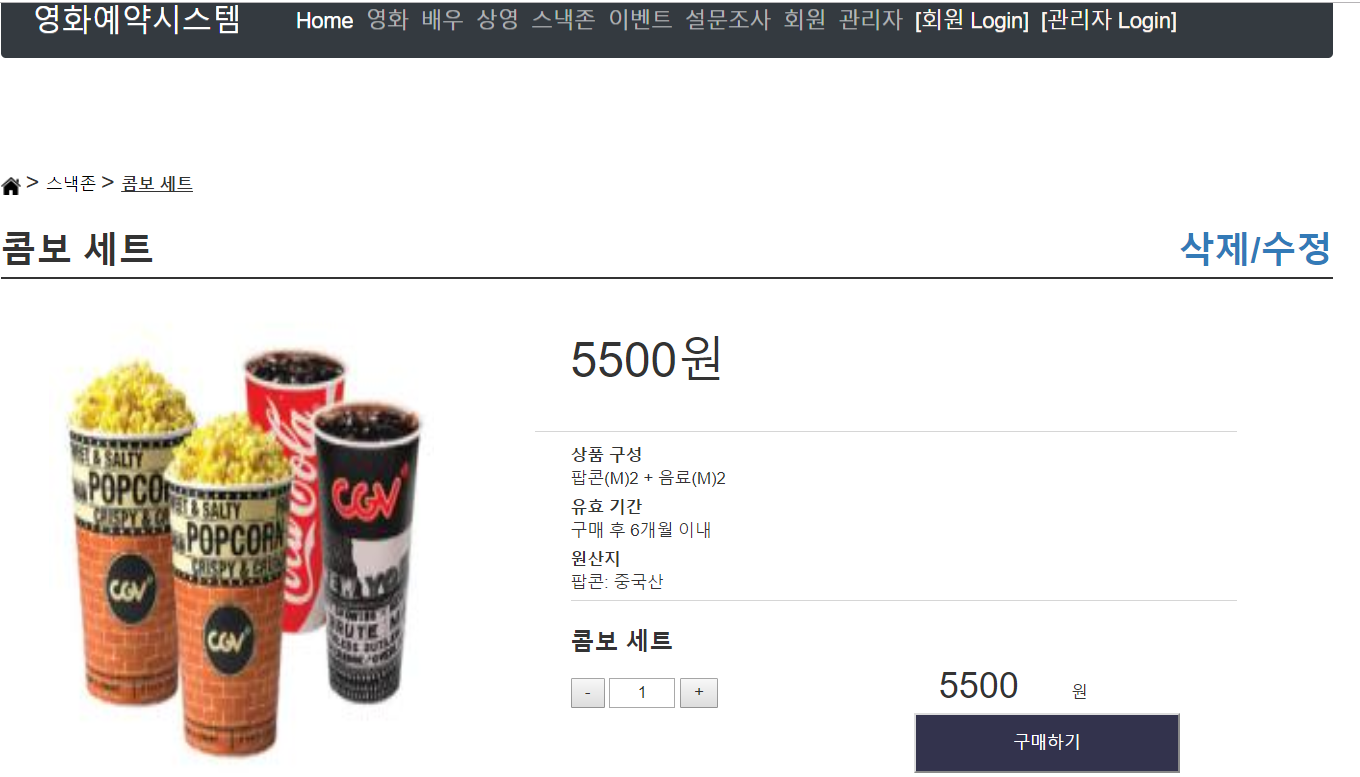 영화예약시스템 Home 영화 배우 상영 스낵존 이벤트 설문조사 회원 관리자 [회원 Login] [관리자 Login]
> 스낵존 > 콤보 세트
콤보 세트 삭제/수정
5500원
상품 구성
팝콘(M)2 + 음료(M)2
유효 기간
구매 후 6개월 이내
원산지
팝콘: 중국산
콤보 세트
- 1 +
5500 원
구매하기
& SALTY
POPCO
CRISPY &
CGV
& SALTY
POPCORN
CRISPY &
CGV
Coca-Cola
CGV